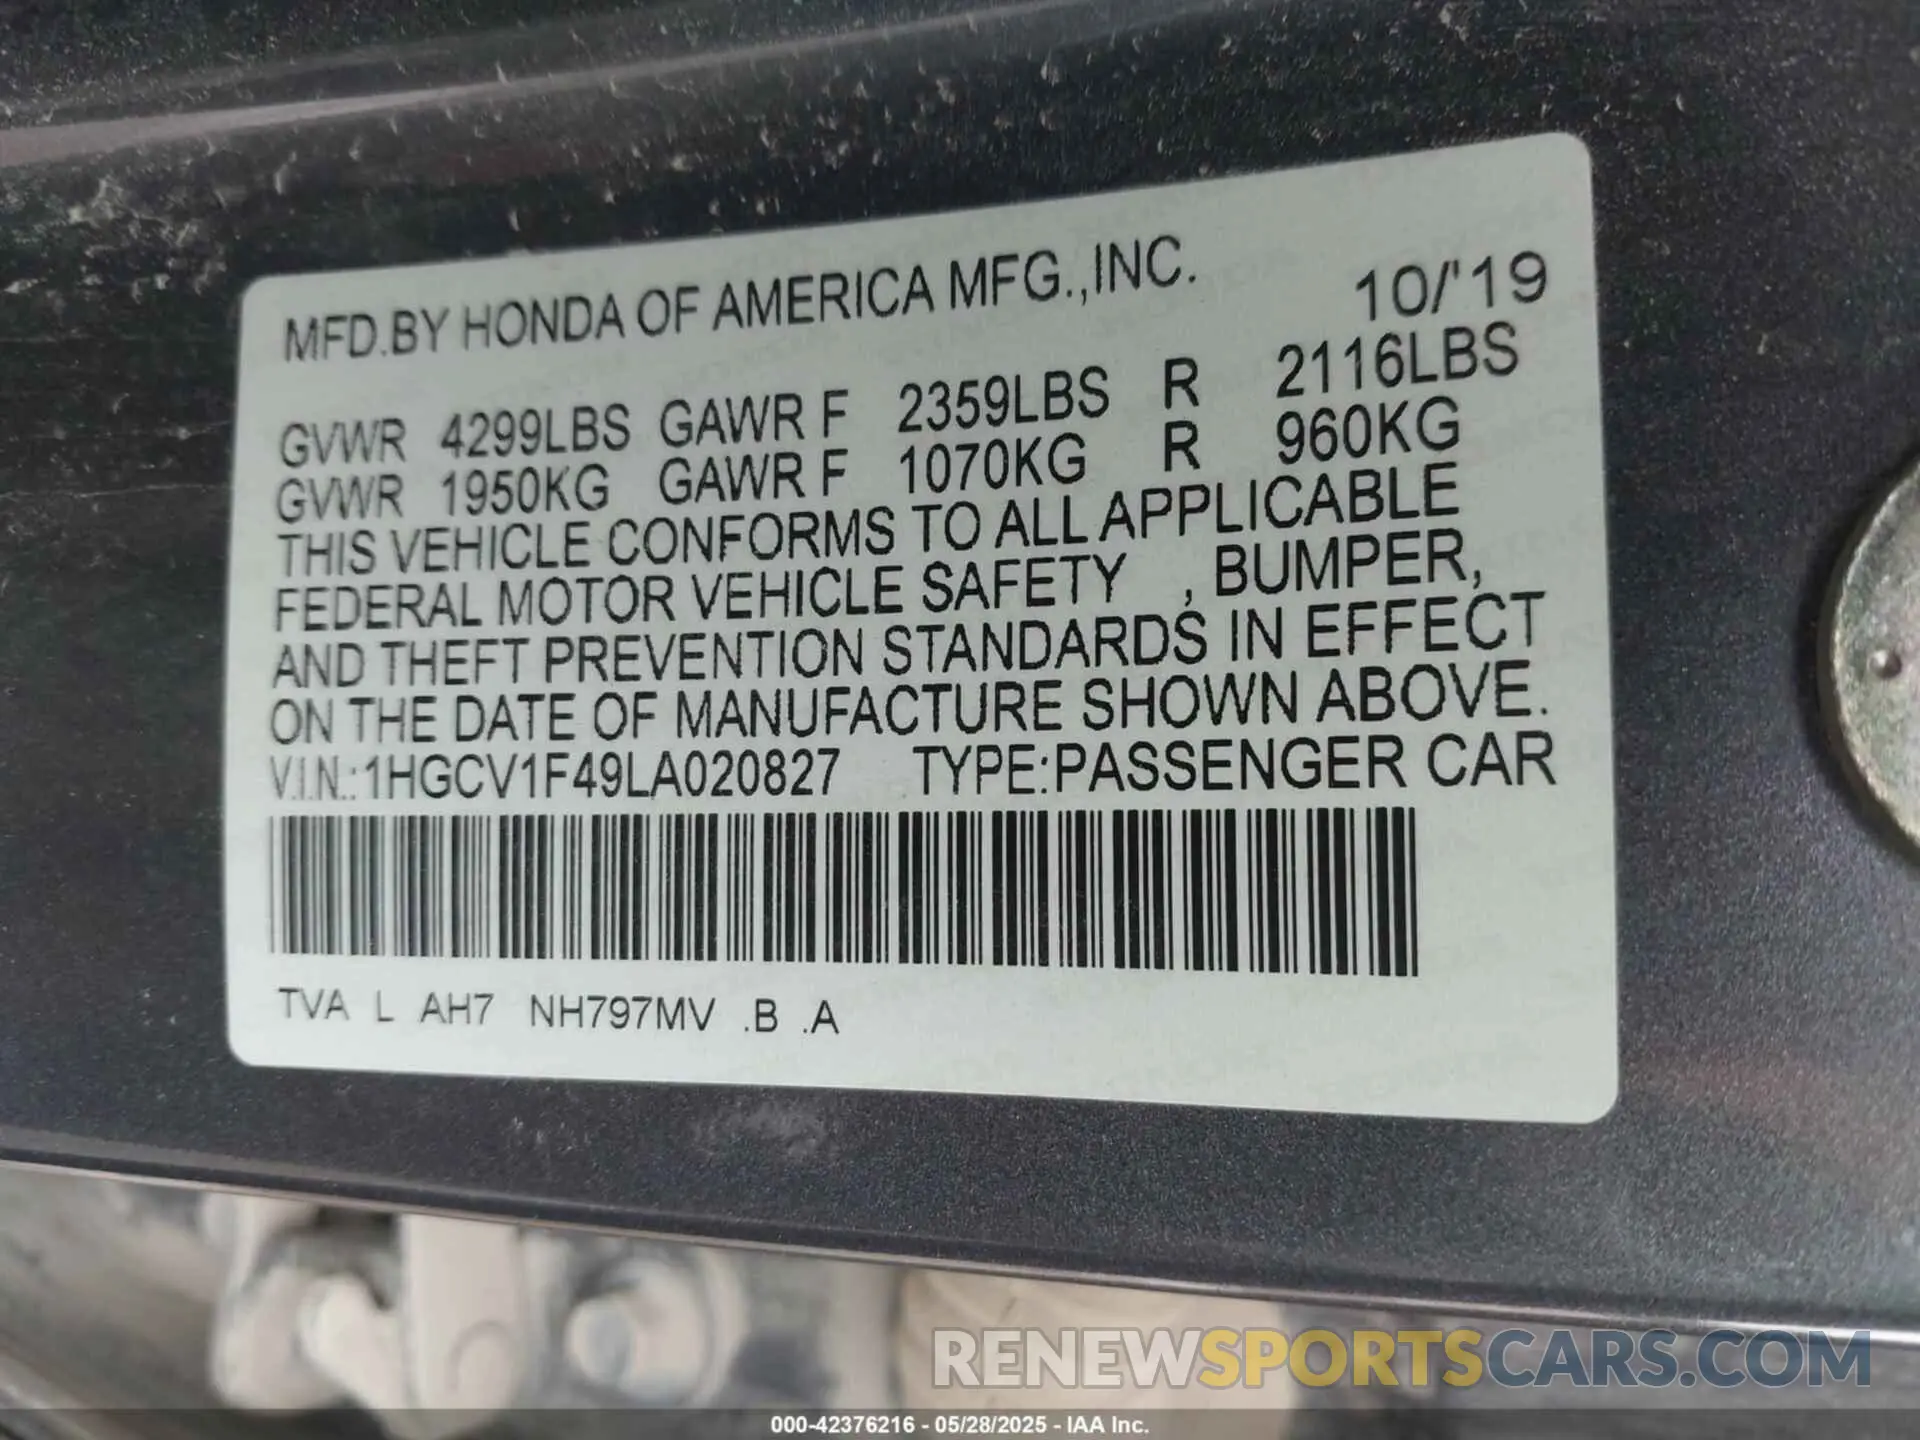 MFD.BY HONDA OF AMERICA MFG.,INC. 10/'19
GVWR 4299LBS GAWR F 2359LBS R 2116LBS
GVWR 1950KG GAWR F 1070KG R 960KG
THIS VEHICLE CONFORMS TO ALL APPLICABLE
FEDERAL MOTOR VEHICLE SAFETY , BUMPER,
AND THEFT PREVENTION STANDARDS IN EFFECT
ON THE DATE OF MANUFACTURE SHOWN ABOVE.
V.I.N.:1HGCV1F49LA020827 TYPE:PASSENGER CAR
TVA L AH7 NH797MV .B .A
RENEWSPORTSCARS.COM
000-42376216 - 05/28/2025 - IAA Inc.